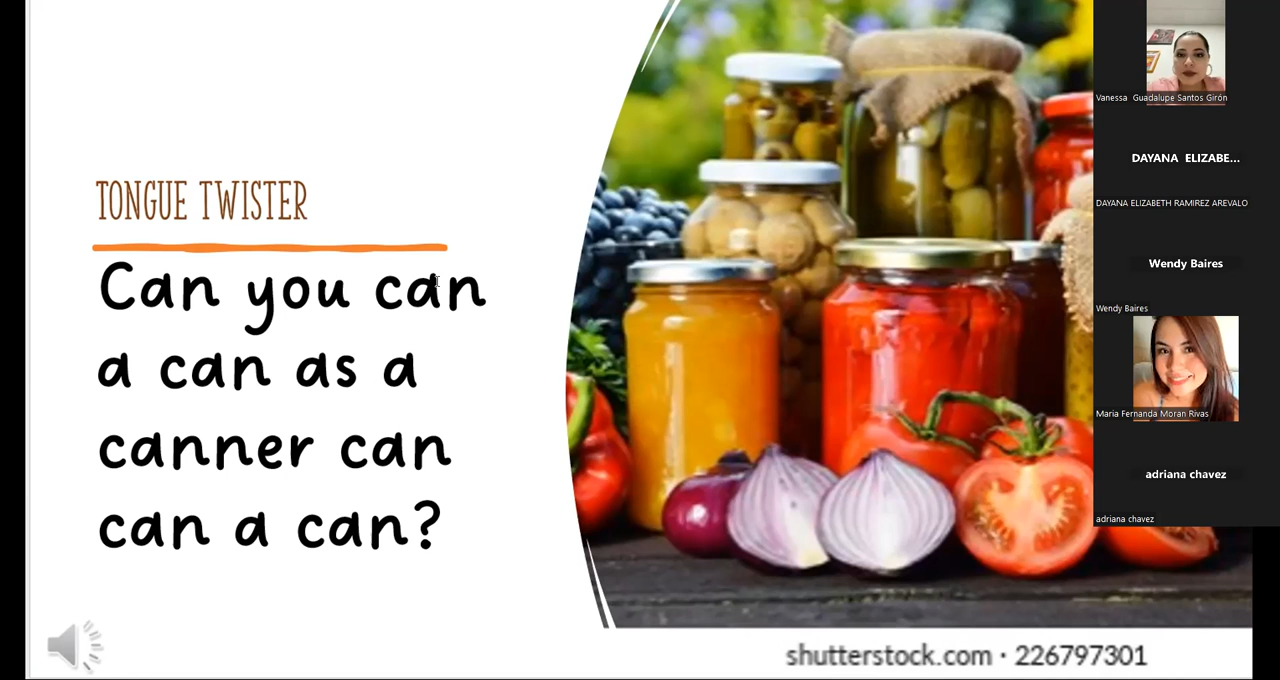 TONGUE TWISTER
Can you can
a can as a
canner can
can a can?
shutterstock.com · 226797301
Vanessa Guadalupe Santos Girón
DAYANA ELIZABE...
DAYANA ELIZABETH RAMIREZ AREVALO
Wendy Baires
Wendy Baires
Maria Fernanda Moran Rivas
adriana chavez
adriana chavez